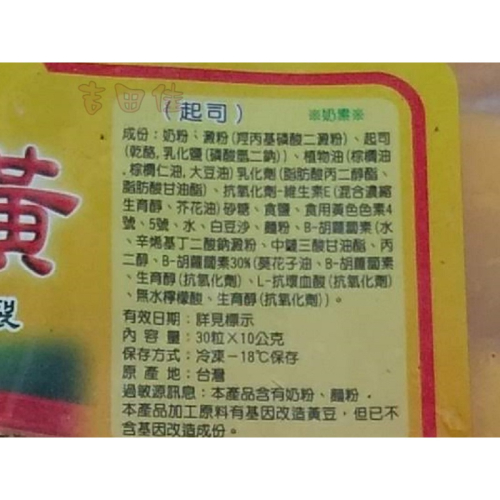 吉田佳
(起司)
※奶素※
成份：奶粉、澱粉(羥丙基磷酸二澱粉)、起司
(乾酪,乳化鹽(磷酸氫二鈉))、植物油(棕櫚油
,棕櫚仁油,大豆油)乳化劑(脂肪酸丙二醇酯、
脂肪酸甘油酯)、抗氧化劑-維生素E(混合濃縮
生育醇、芥花油)砂糖、食鹽、食用黃色色素4
號、5號、水、白豆沙、麵粉、B-胡蘿蔔素(水
、辛烯基丁二酸鈉澱粉、中鏈三酸甘油酯、丙
二醇、B-胡蘿蔔素30%(葵花子油、B-胡蘿蔔素
、生育醇(抗氧化劑)、L-抗壞血酸(抗氧化劑)
、無水檸檬酸、生育醇(抗氧化劑))。
有效日期：詳見標示
內容量：30粒×10公克
保存方式：冷凍-18℃保存
原產地：台灣
過敏源訊息：本產品含有奶粉、麵粉，
本產品加工原料有基因改造黃豆，但已不
含基因改造成份。
黃
製